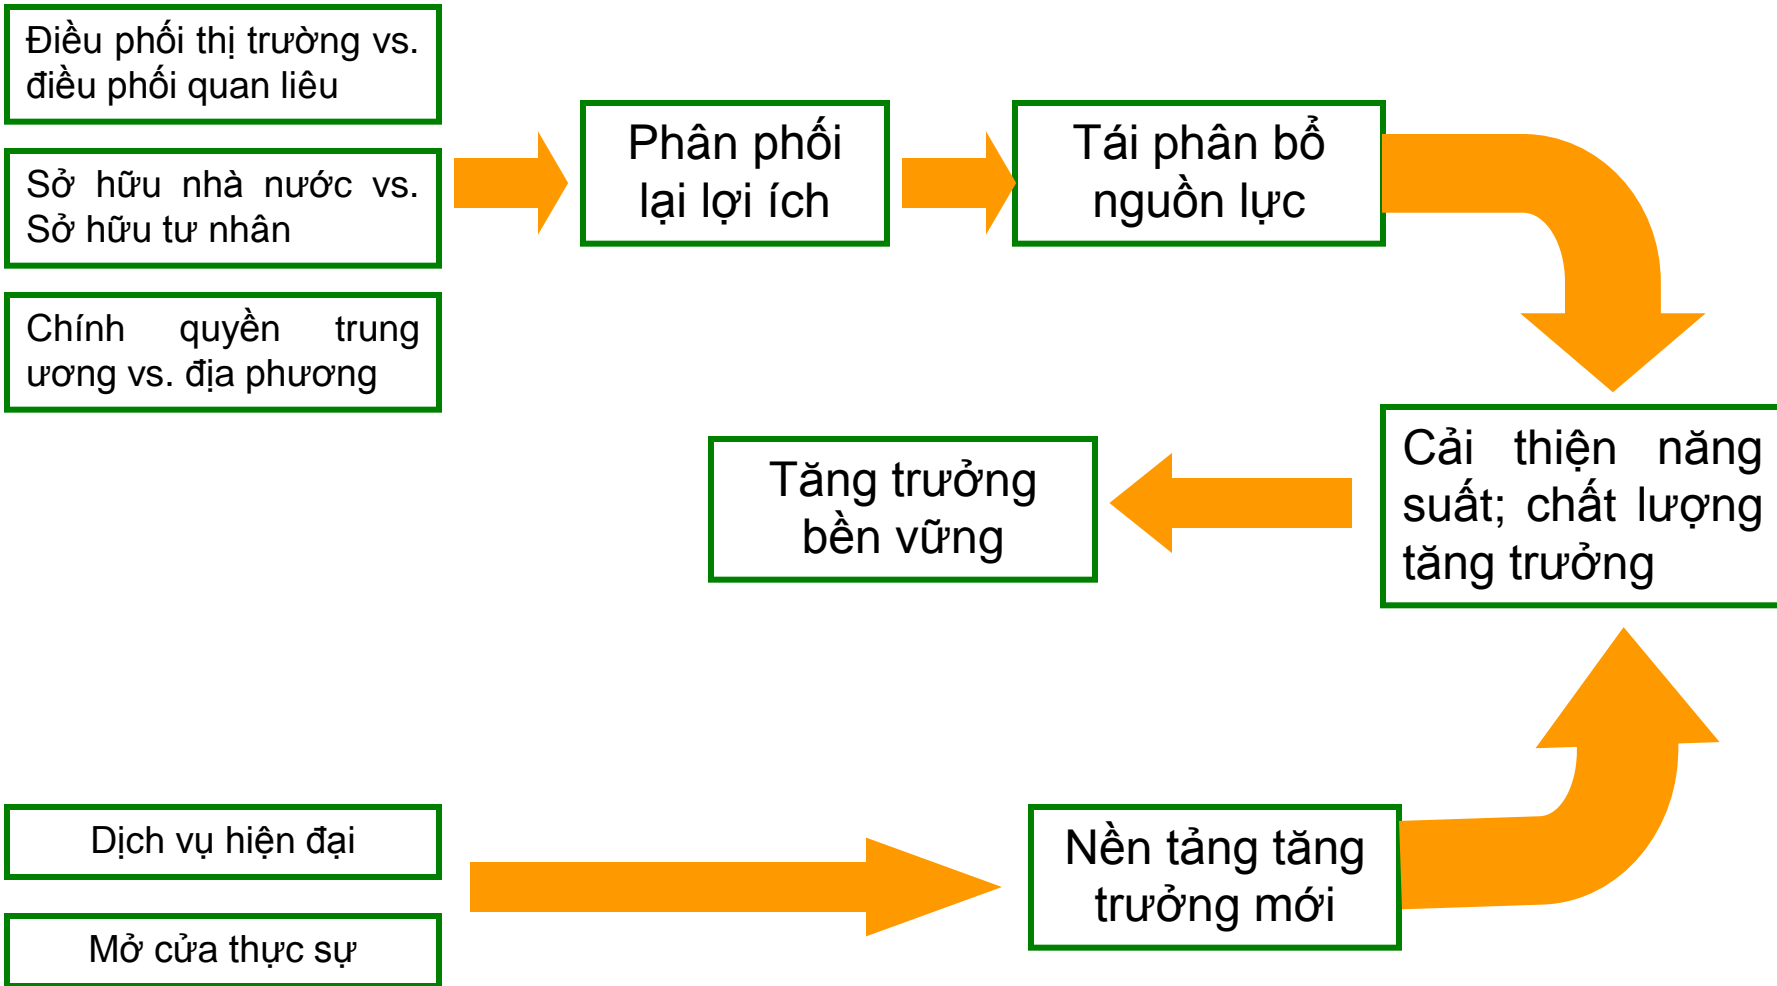 Điều phối thị trường vs.
điều phối quan liêu
Sở hữu nhà nước vs.
Sở hữu tư nhân
Chính quyền trung
ương vs. địa phương
Phân phối
lại lợi ích
Tái phân bổ
nguồn lực
Cải thiện năng
suất; chất lượng
tăng trưởng
Tăng trưởng
bền vững
Dịch vụ hiện đại
Mở cửa thực sự
Nền tảng tăng
trưởng mới